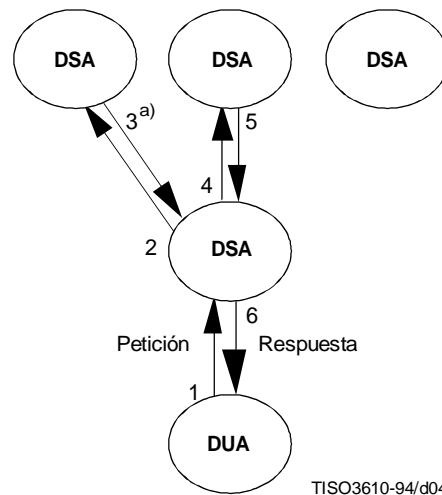 DSA
DSA
DSA
3a)
5
4
2
DSA
6
Petición
Respuesta
1
DUA
TISO3610-94/d04